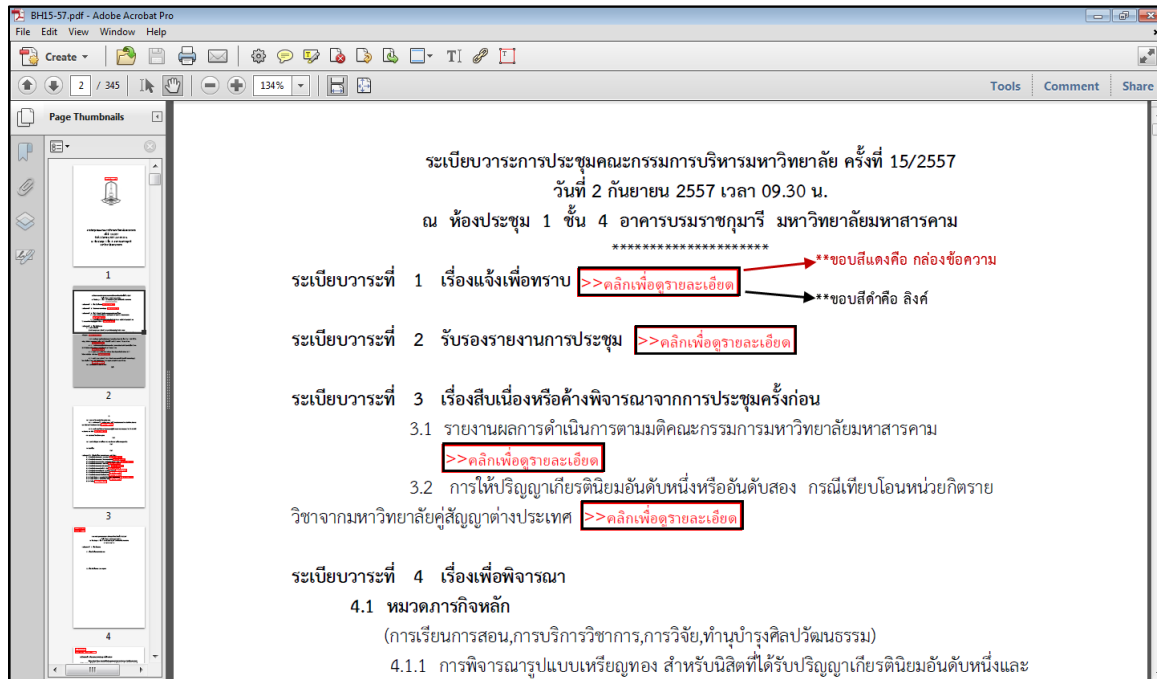 BH15-57.pdf - Adobe Acrobat Pro
File Edit View Window Help
Create
2 / 345
134%
Tools Comment Share
Page Thumbnails
1
2
3
4
ระเบียบวาระการประชุมคณะกรรมการบริหารมหาวิทยาลัย ครั้งที่ 15/2557
วันที่ 2 กันยายน 2557 เวลา 09.30 น.
ณ ห้องประชุม 1 ชั้น 4 อาคารบรมราชกุมารี มหาวิทยาลัยมหาสารคาม
*********************
**ขอบสีแดงคือ กล่องข้อความ
ระเบียบวาระที่ 1 เรื่องแจ้งเพื่อทราบ >>คลิกเพื่อดูรายละเอียด
**ขอบสีดำคือ ลิงค์
ระเบียบวาระที่ 2 รับรองรายงานการประชุม >>คลิกเพื่อดูรายละเอียด
ระเบียบวาระที่ 3 เรื่องสืบเนื่องหรือค้างพิจารณาจากการประชุมครั้งก่อน
3.1 รายงานผลการดำเนินการตามมติคณะกรรมการมหาวิทยาลัยมหาสารคาม
>>คลิกเพื่อดูรายละเอียด
3.2 การให้ปริญญาเกียรตินิยมอันดับหนึ่งหรืออันดับสอง กรณีเทียบโอนหน่วยกิตราย
วิชาจากมหาวิทยาลัยคู่สัญญาต่างประเทศ >>คลิกเพื่อดูรายละเอียด
ระเบียบวาระที่ 4 เรื่องเพื่อพิจารณา
4.1 หมวดภารกิจหลัก
(การเรียนการสอน,การบริการวิชาการ,การวิจัย,ทำนุบำรุงศิลปวัฒนธรรม)
4.1.1 การพิจารณารูปแบบเหรียญทอง สำหรับนิสิตที่ได้รับปริญญาเกียรตินิยมอันดับหนึ่งและ